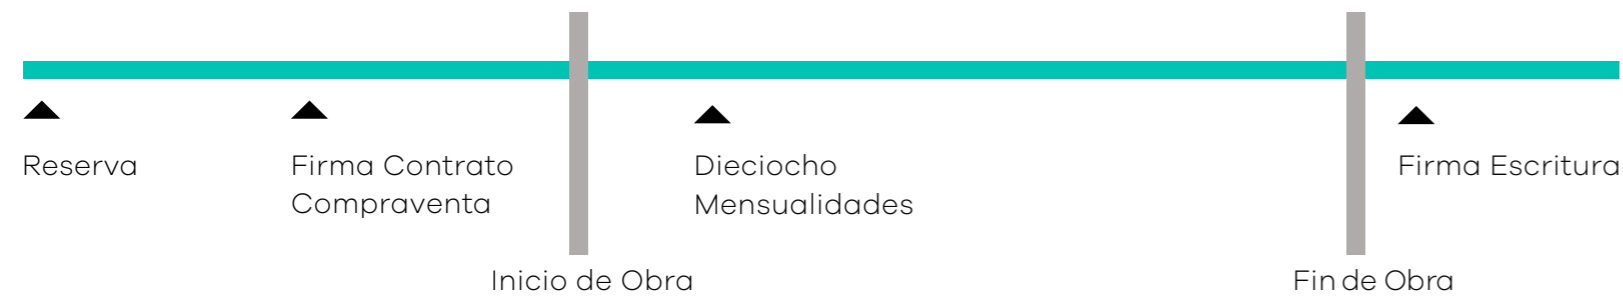 Reserva
Firma Contrato
Compraventa
Dieciocho
Mensualidades
Firma Escritura
Inicio de Obra
Fin de Obra